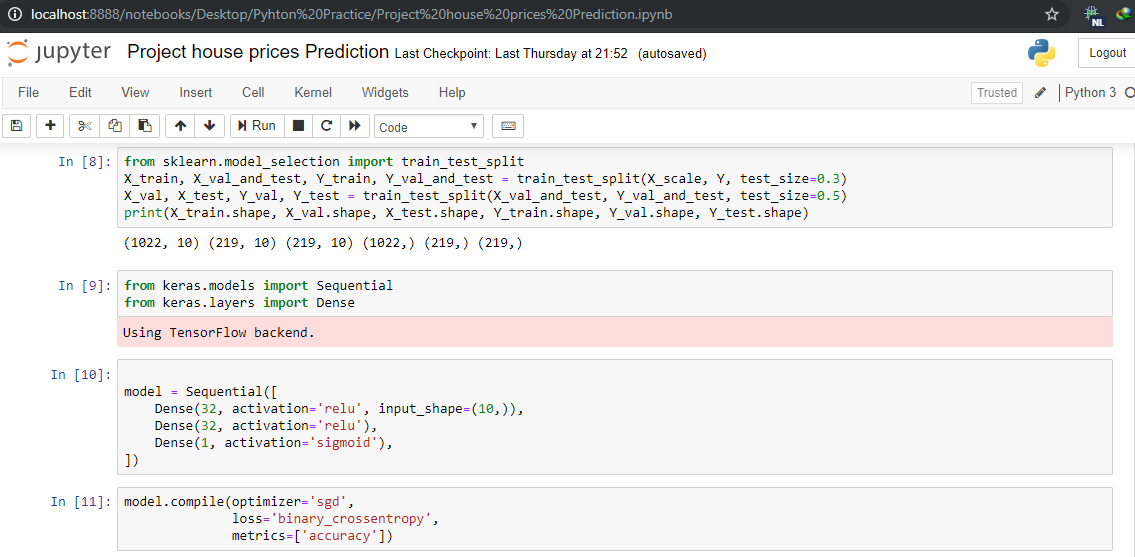 localhost:8888/notebooks/Desktop/Pyhton%20Practice/Project%20house%20prices%20Prediction.ipynb
NL
jupyter Project house prices Prediction Last Checkpoint: Last Thursday at 21:52 (autosaved)
Logout
File Edit View Insert Cell Kernel Widgets Help
Trusted
Python 3
Run
Code
In [8]: from sklearn.model_selection import train_test_split
X_train, X_val_and_test, Y_train, Y_val_and_test = train_test_split(X_scale, Y, test_size=0.3)
X_val, X_test, Y_val, Y_test = train_test_split(X_val_and_test, Y_val_and_test, test_size=0.5)
print(X_train.shape, X_val.shape, X_test.shape, Y_train.shape, Y_val.shape, Y_test.shape)
(1022, 10) (219, 10) (219, 10) (1022,) (219,) (219,)
In [9]: from keras.models import Sequential
from keras.layers import Dense
Using TensorFlow backend.
In [10]:
model = Sequential([
    Dense(32, activation='relu', input_shape=(10,)),
    Dense(32, activation='relu'),
    Dense(1, activation='sigmoid'),
])
In [11]: model.compile(optimizer='sgd',
              loss='binary_crossentropy',
              metrics=['accuracy'])